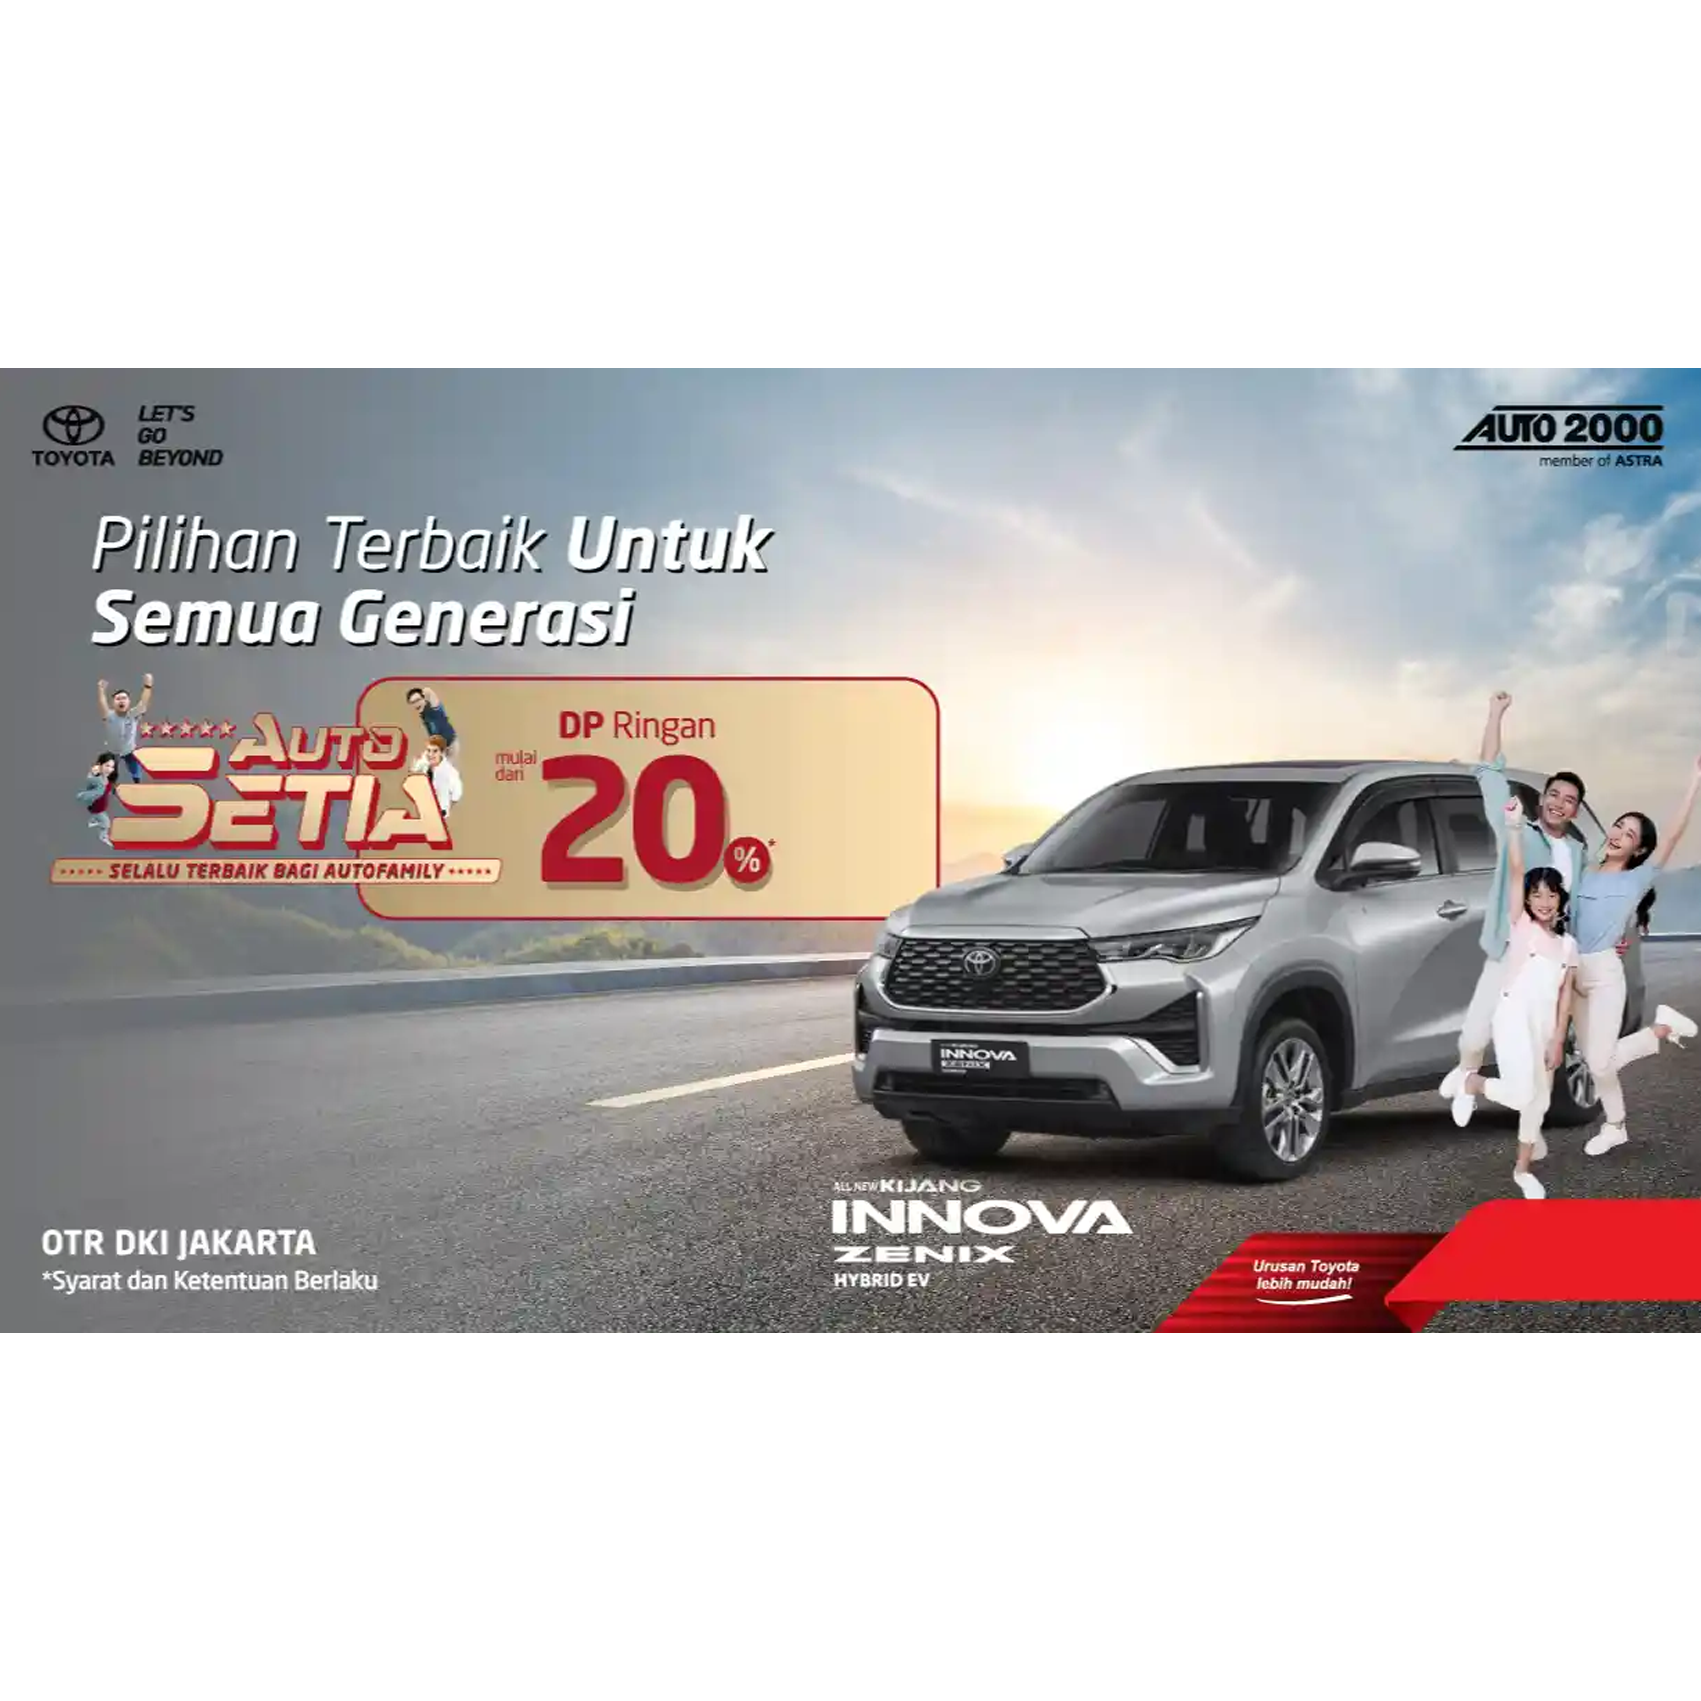 TOYOTA
LET'S
GO
BEYOND
AUTO 2000
member of ASTRA
Pilihan Terbaik Untuk
Semua Generasi
AUTO
SETIA
SELALU TERBAIK BAGI AUTOFAMILY
DP Ringan
mulai
dari
20%*
INNOVA
ZENIX
ALL NEW KIJANG
INNOVA
ZENIX
HYBRID EV
OTR DKI JAKARTA
*Syarat dan Ketentuan Berlaku
Urusan Toyota
lebih mudah!